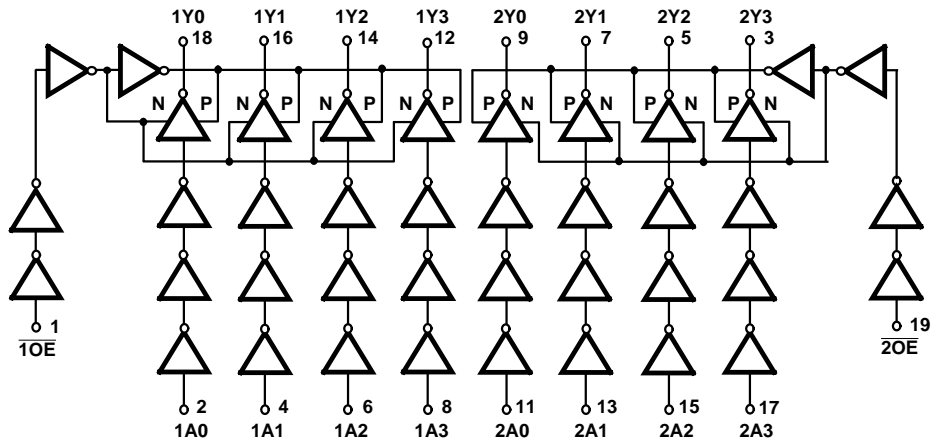 1Y0 1Y1 1Y2 1Y3 2Y0 2Y1 2Y2 2Y3
18 16 14 12 9 7 5 3
N P N P N P N P P N P N P N P N
1 19
1OE 2OE
2 4 6 8 11 13 15 17
1A0 1A1 1A2 1A3 2A0 2A1 2A2 2A3